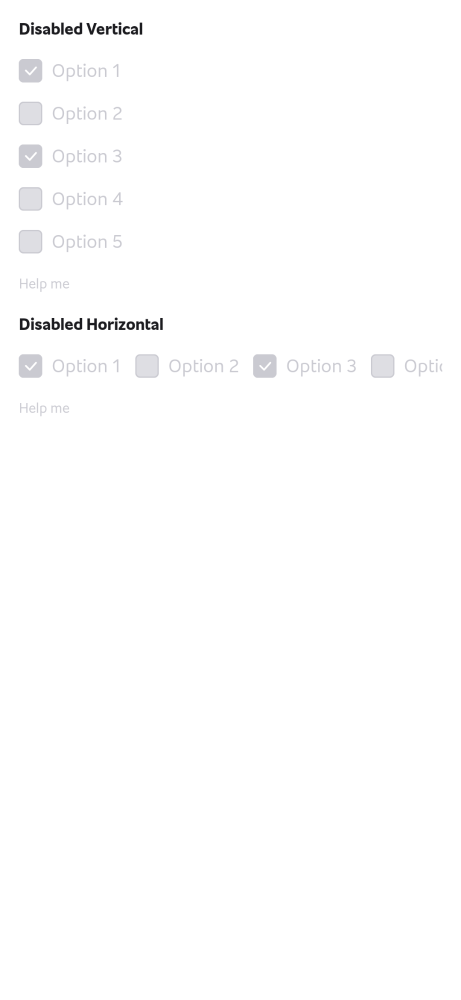 Disabled Vertical
Option 1
Option 2
Option 3
Option 4
Option 5
Help me
Disabled Horizontal
Option 1 Option 2 Option 3
Help me